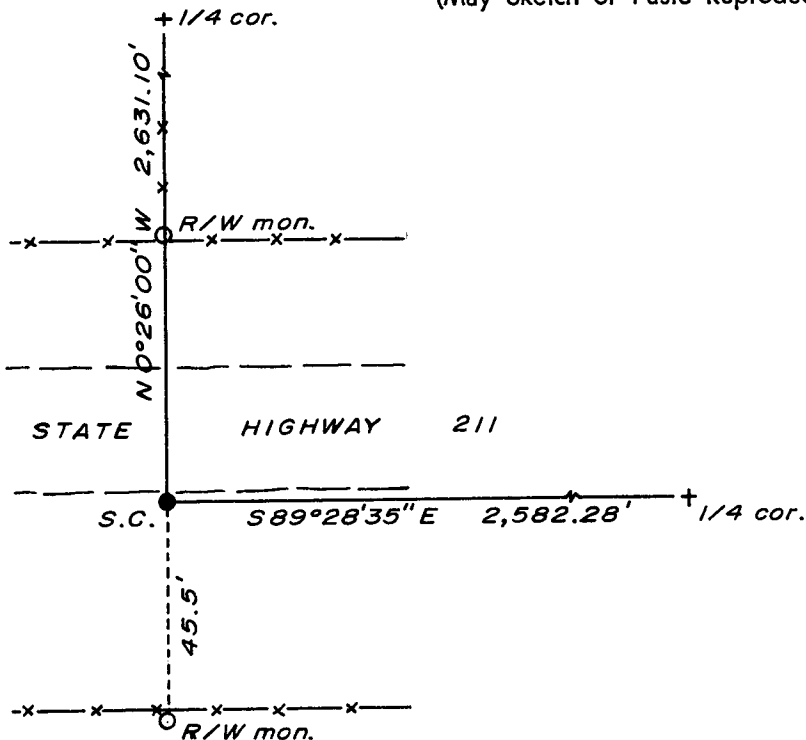 (May Sketch or Paste Reproduc
1/4 cor.
N 0°26'00" W 2,631.10'
R/W mon.
STATE HIGHWAY 211
S.C. S 89°28'35" E 2,582.28' 1/4 cor.
45.5'
R/W mon.